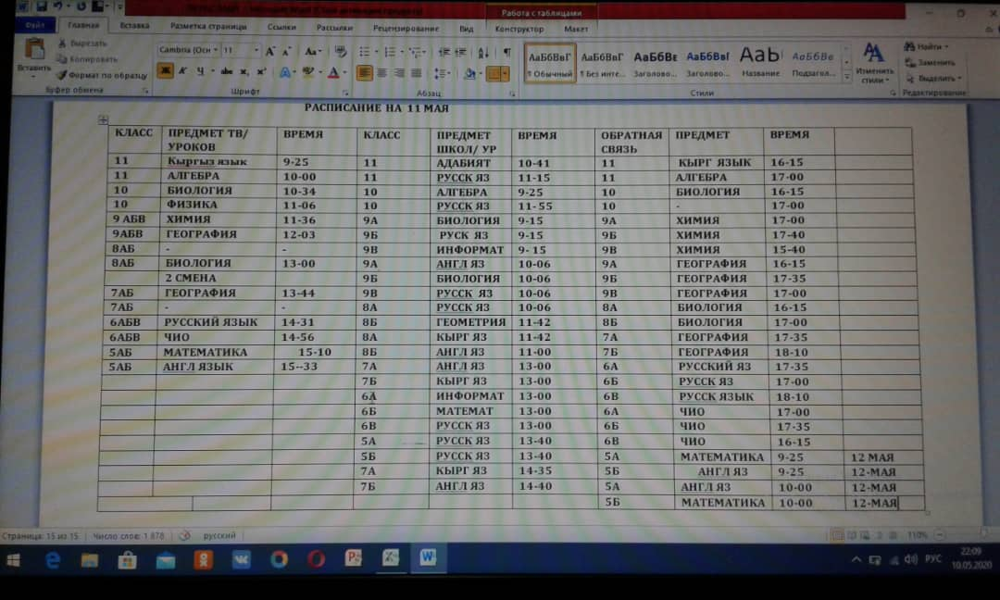 Работа с таблицами
Файл Главная Вставка Разметка страницы Ссылки Рассылки Рецензирование Вид Конструктор Макет
Вставить Вырезать Копировать Формат по образцу
Буфер обмена
Cambria (Осн 11
Ж К Ч abc x₂ x²
Шрифт
Абзац
АаБбВвГ АаБбВвГ АаБбВв АаБбВвГ АаБ АаБбВв
¶ Обычный ¶ Без инте... Заголово... Заголово... Название Подзагол...
Стили
Изменить стили
Найти Заменить Выделить
Редактирование
РАСПИСАНИЕ НА 11 МАЯ
КЛАСС ПРЕДМЕТ ТВ/ УРОКОВ ВРЕМЯ КЛАСС ПРЕДМЕТ ШКОЛ/ УР ВРЕМЯ ОБРАТНАЯ СВЯЗЬ ПРЕДМЕТ ВРЕМЯ
11 Кыргыз язык 9-25 11 АДАБИЯТ 10-41 11 КЫРГ ЯЗЫК 16-15
11 АЛГЕБРА 10-00 11 РУССК ЯЗ 11-15 11 АЛГЕБРА 17-00
10 БИОЛОГИЯ 10-34 10 АЛГЕБРА 9-25 10 БИОЛОГИЯ 16-15
10 ФИЗИКА 11-06 10 РУССК ЯЗ 11-55 10 - 17-00
9 АБВ ХИМИЯ 11-36 9А БИОЛОГИЯ 9-15 9А ХИМИЯ 17-00
9АБВ ГЕОГРАФИЯ 12-03 9Б РУСК ЯЗ 9-15 9Б ХИМИЯ 17-40
8АБ - - 9В ИНФОРМАТ 9- 15 9В ХИМИЯ 15-40
8АБ БИОЛОГИЯ 13-00 9А АНГЛ ЯЗ 10-06 9А ГЕОГРАФИЯ 16-15
2 СМЕНА 9Б БИОЛОГИЯ 10-06 9Б ГЕОГРАФИЯ 17-35
7АБ ГЕОГРАФИЯ 13-44 9В РУССК ЯЗ 10-06 9В ГЕОГРАФИЯ 17-00
7АБ - - 8А РУССК ЯЗ 10-06 8А БИОЛОГИЯ 16-15
6АБВ РУССКИЙ ЯЗЫК 14-31 8Б ГЕОМЕТРИЯ 11-42 8Б БИОЛОГИЯ 17-00
6АБВ ЧИО 14-56 8А КЫРГ ЯЗ 11-42 7А ГЕОГРАФИЯ 17-35
5АБ МАТЕМАТИКА 15-10 8Б АНГЛ ЯЗ 11-00 7Б ГЕОГРАФИЯ 18-10
5АБ АНГЛ ЯЗЫК 15--33 7А АНГЛ ЯЗ 13-00 6А РУССКИЙ ЯЗ 17-35
7Б КЫРГ ЯЗ 13-00 6Б РУССК ЯЗ 17-00
6А ИНФОРМАТ 13-00 6В РУССК ЯЗЫК 18-10
6Б МАТЕМАТ 13-00 6А ЧИО 17-00
6В РУССК ЯЗ 13-00 6Б ЧИО 17-35
5А РУССК ЯЗ 13-40 6В ЧИО 16-15
5Б РУССК ЯЗ 13-40 5А МАТЕМАТИКА 9-25 12 МАЯ
7А КЫРГ ЯЗ 14-35 5Б АНГЛ ЯЗ 9-25 12-МАЯ
7Б АНГЛ ЯЗ 14-40 5А АНГЛ ЯЗ 10-00 12-МАЯ
5Б МАТЕМАТИКА 10-00 12-МАЯ
Страница: 15 из 15 Число слов: 1 878 русский 110%
РУС 22:09
10.05.2020